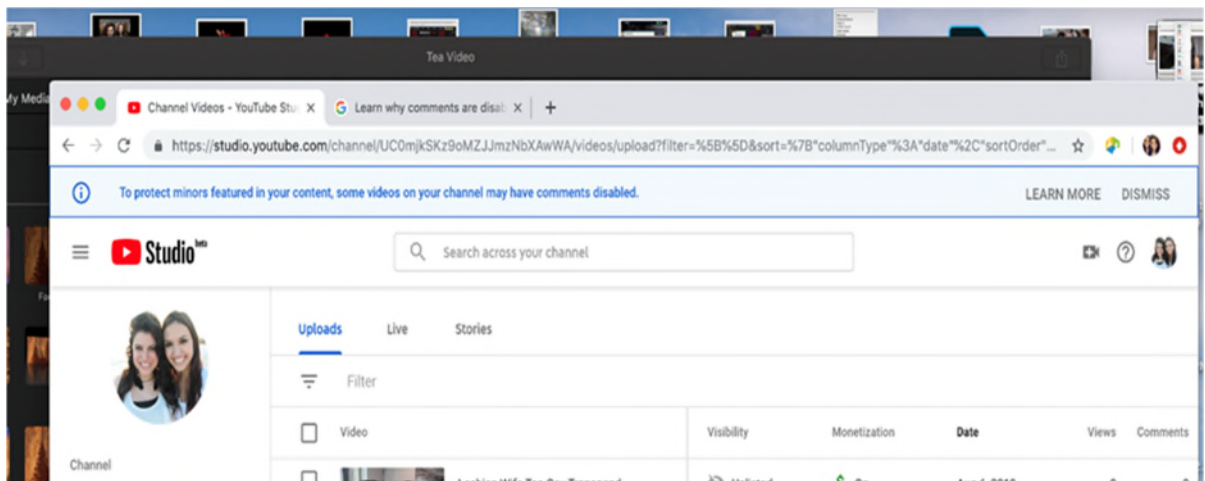 Tea Video
My Media
Channel Videos - YouTube Stu
Learn why comments are disab
https://studio.youtube.com/channel/UC0mjkSKz9oMZJJmzNbXAwWA/videos/upload?filter=%5B%5D&sort=%7B"columnType"%3A"date"%2C"sortOrder"...
To protect minors featured in your content, some videos on your channel may have comments disabled.
LEARN MORE DISMISS
Studio beta
Search across your channel
Uploads Live Stories
Filter
Video Visibility Monetization Date Views Comments
Channel